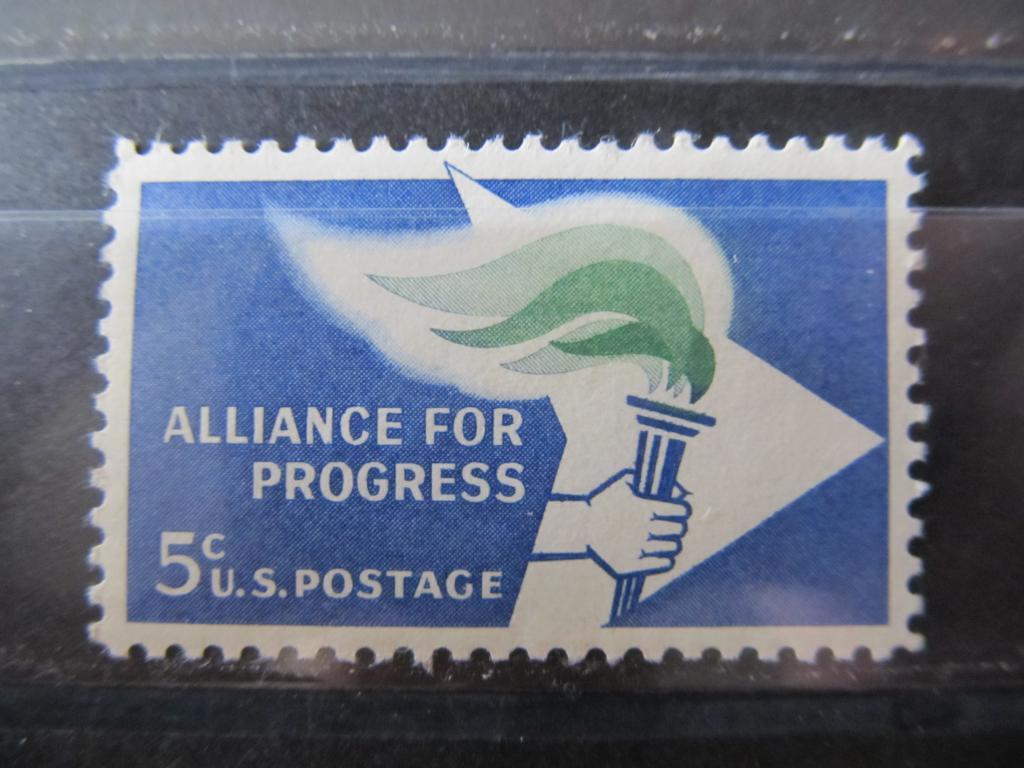 ALLIANCE FOR
PROGRESS
5c U.S. POSTAGE